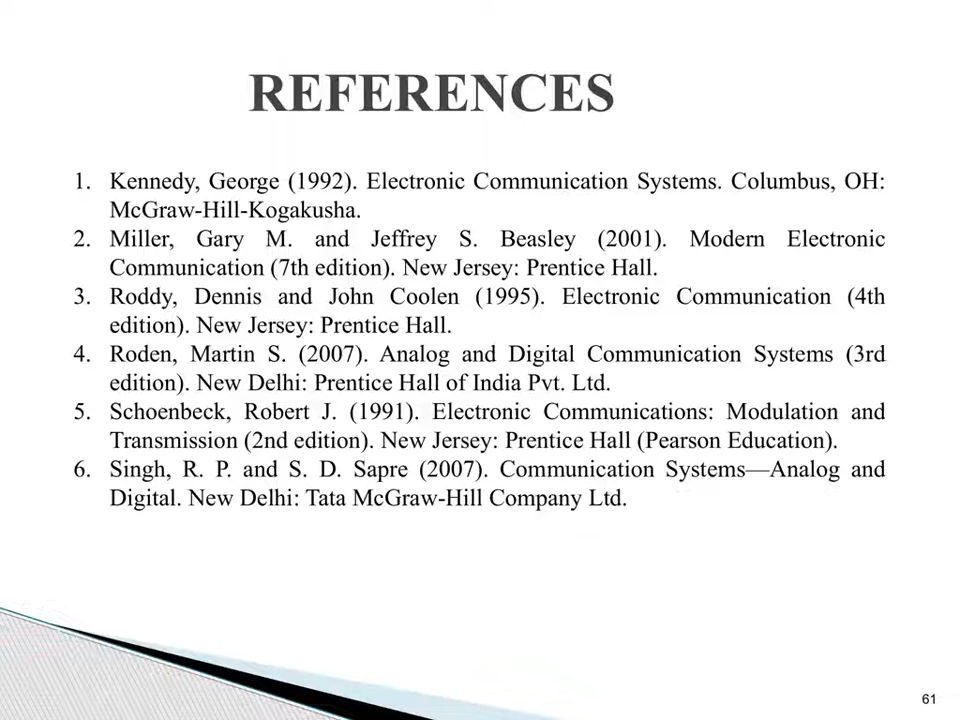 REFERENCES
1. Kennedy, George (1992). Electronic Communication Systems. Columbus, OH:
McGraw-Hill-Kogakusha.
2. Miller, Gary M. and Jeffrey S. Beasley (2001). Modern Electronic
Communication (7th edition). New Jersey: Prentice Hall.
3. Roddy, Dennis and John Coolen (1995). Electronic Communication (4th
edition). New Jersey: Prentice Hall.
4. Roden, Martin S. (2007). Analog and Digital Communication Systems (3rd
edition). New Delhi: Prentice Hall of India Pvt. Ltd.
5. Schoenbeck, Robert J. (1991). Electronic Communications: Modulation and
Transmission (2nd edition). New Jersey: Prentice Hall (Pearson Education).
6. Singh, R. P. and S. D. Sapre (2007). Communication Systems—Analog and
Digital. New Delhi: Tata McGraw-Hill Company Ltd.
61